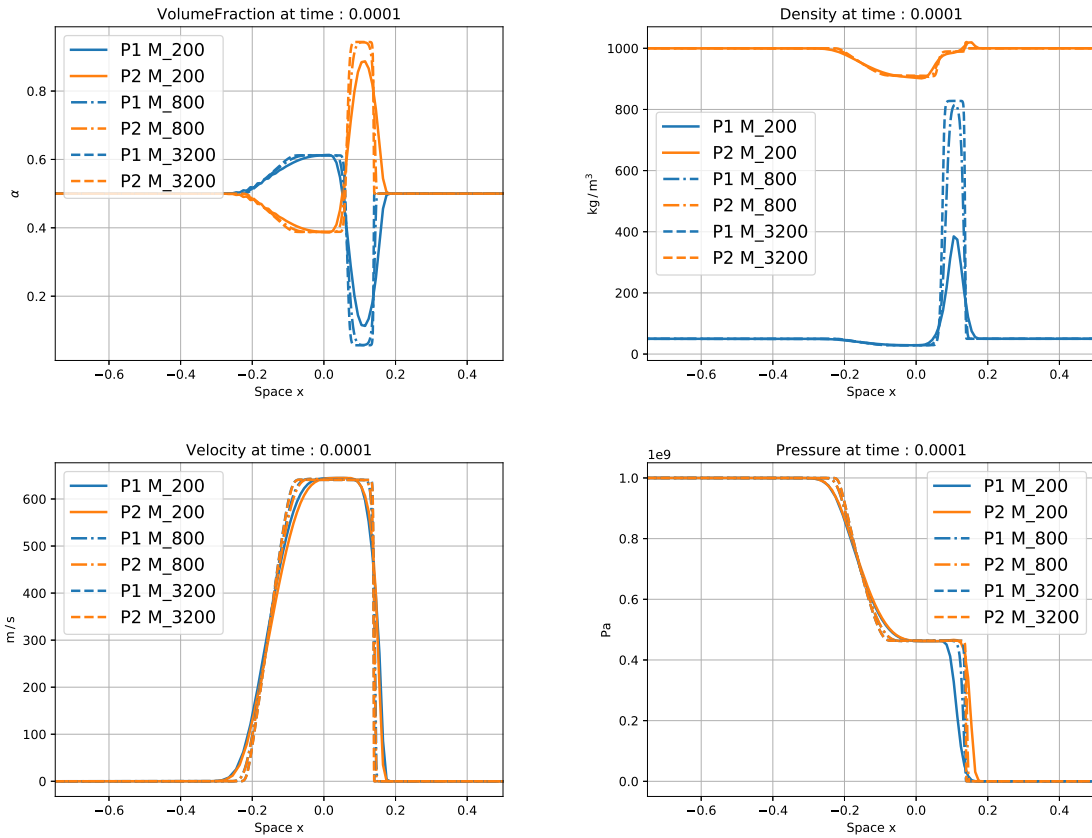 VolumeFraction at time : 0.0001
P1 M_200
P2 M_200
P1 M_800
P2 M_800
P1 M_3200
P2 M_3200
0.8
0.6
0.4
0.2
α
−0.6 −0.4 −0.2 0.0 0.2 0.4
Space x
Density at time : 0.0001
1000
800
600
400
200
0
kg / m³
P1 M_200
P2 M_200
P1 M_800
P2 M_800
P1 M_3200
P2 M_3200
−0.6 −0.4 −0.2 0.0 0.2 0.4
Space x
Velocity at time : 0.0001
P1 M_200
P2 M_200
P1 M_800
P2 M_800
P1 M_3200
P2 M_3200
600
500
400
300
200
100
0
m / s
−0.6 −0.4 −0.2 0.0 0.2 0.4
Space x
Pressure at time : 0.0001
1e9
1.0
0.8
0.6
0.4
0.2
0.0
Pa
P1 M_200
P2 M_200
P1 M_800
P2 M_800
P1 M_3200
P2 M_3200
−0.6 −0.4 −0.2 0.0 0.2 0.4
Space x